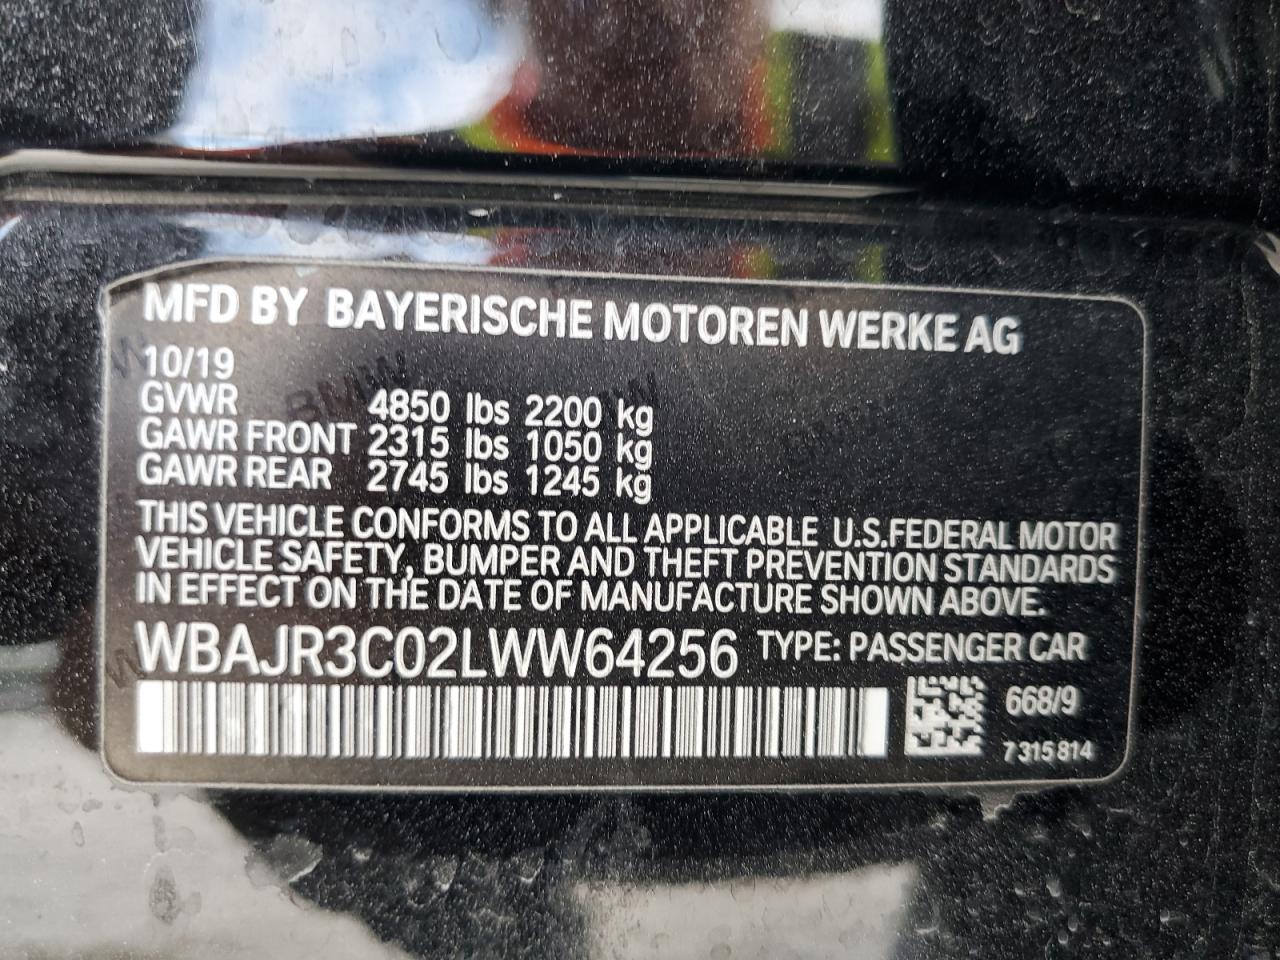 MFD BY BAYERISCHE MOTOREN WERKE AG
10/19
GVWR 4850 lbs 2200 kg
GAWR FRONT 2315 lbs 1050 kg
GAWR REAR 2745 lbs 1245 kg
THIS VEHICLE CONFORMS TO ALL APPLICABLE U.S.FEDERAL MOTOR
VEHICLE SAFETY, BUMPER AND THEFT PREVENTION STANDARDS
IN EFFECT ON THE DATE OF MANUFACTURE SHOWN ABOVE.
WBAJR3C02LWW64256 TYPE: PASSENGER CAR
668/9
7 315 814